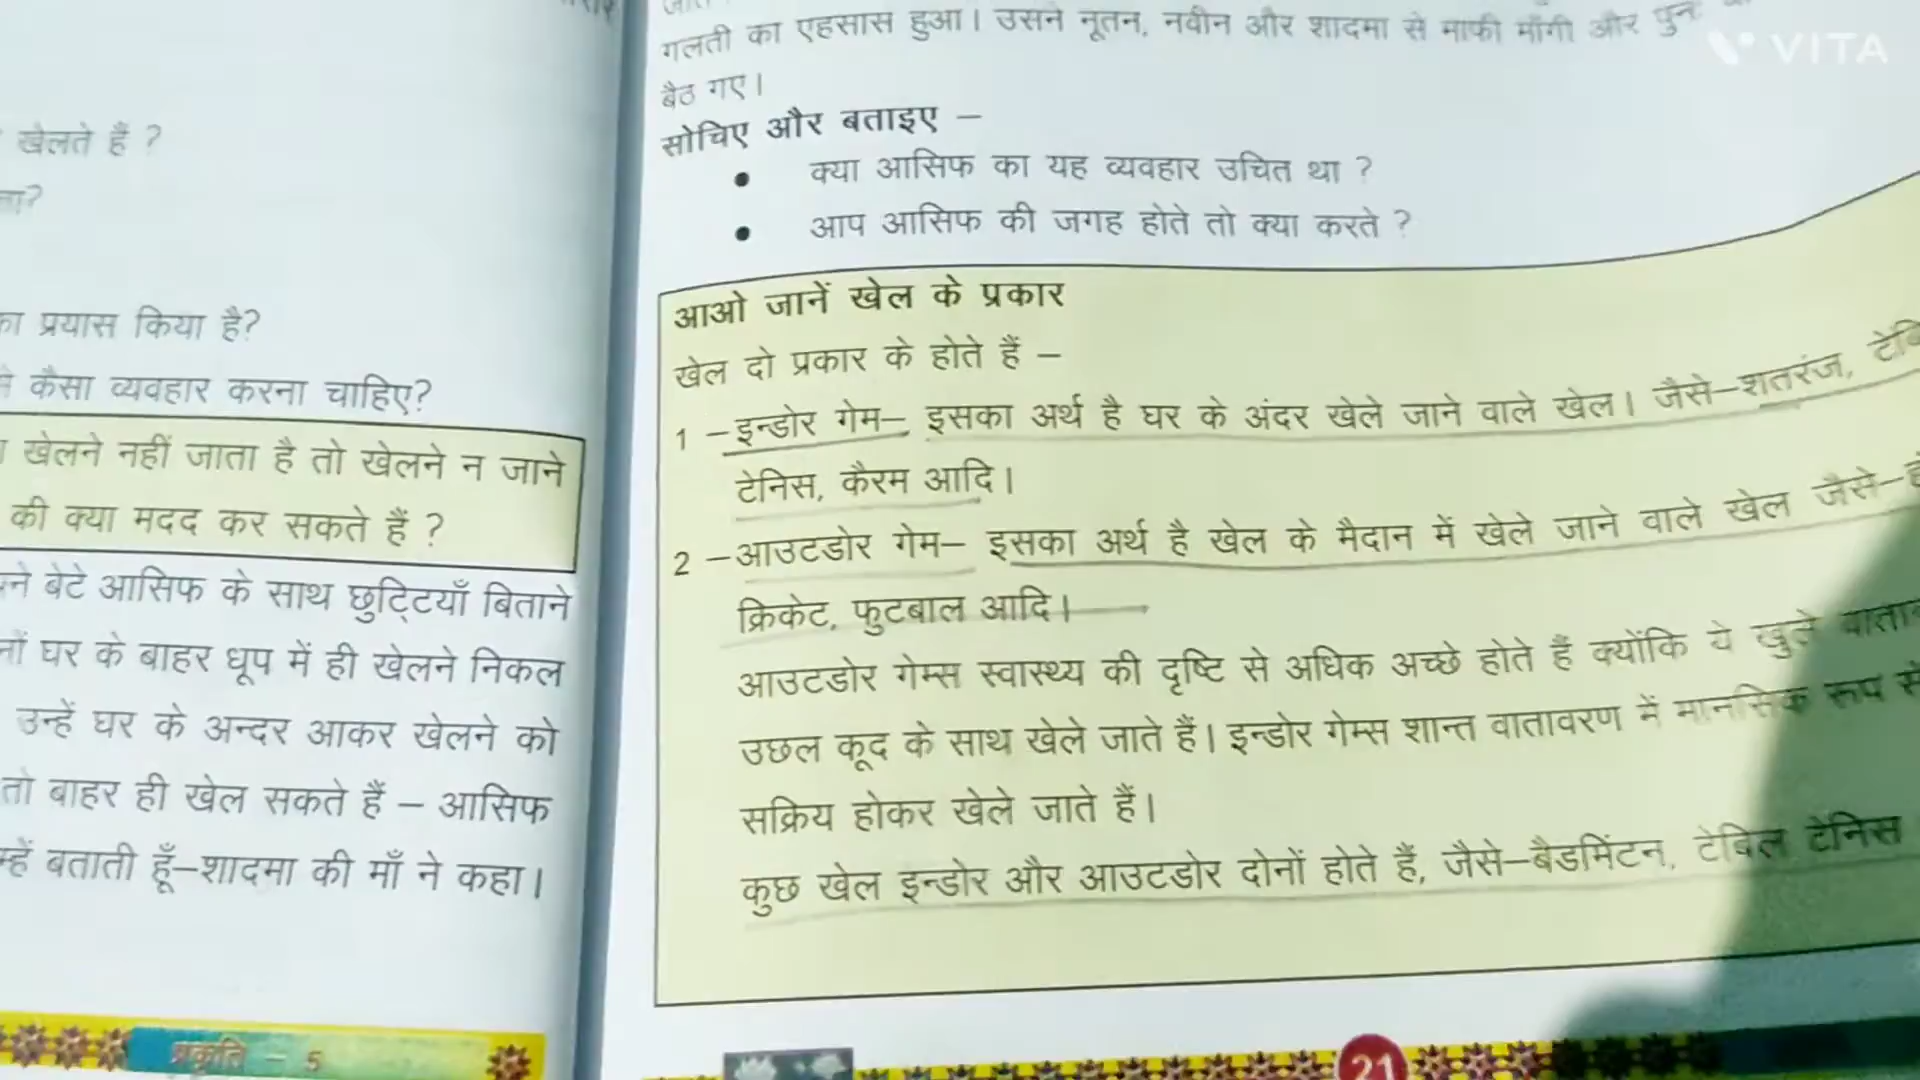 खेलते हैं ?
प्रयास किया है?
कैसा व्यवहार करना चाहिए?
खेलने नहीं जाता है तो खेलने न जाने
की क्या मदद कर सकते हैं ?
बेटे आसिफ के साथ छुट्टियाँ बिताने
घर के बाहर धूप में ही खेलने निकल
उन्हें घर के अन्दर आकर खेलने को
तो बाहर ही खेल सकते हैं – आसिफ
बताती हूँ–शादमा की माँ ने कहा।
प्रकृति – 5
गलती का एहसास हुआ। उसने नूतन, नवीन और शादमा से माफी माँगी और पुनः
बैठ गए।
सोचिए और बताइए –
• क्या आसिफ का यह व्यवहार उचित था ?
• आप आसिफ की जगह होते तो क्या करते ?
आओ जानें खेल के प्रकार
खेल दो प्रकार के होते हैं –
1 –इन्डोर गेम– इसका अर्थ है घर के अंदर खेले जाने वाले खेल। जैसे–शतरंज,
टेनिस, कैरम आदि।
2 –आउटडोर गेम– इसका अर्थ है खेल के मैदान में खेले जाने वाले खेल जैसे–
क्रिकेट, फुटबाल आदि।
आउटडोर गेम्स स्वास्थ्य की दृष्टि से अधिक अच्छे होते हैं क्योंकि ये खुले
उछल कूद के साथ खेले जाते हैं। इन्डोर गेम्स शान्त वातावरण में मानसिक रूप से
सक्रिय होकर खेले जाते हैं।
कुछ खेल इन्डोर और आउटडोर दोनों होते हैं, जैसे–बैडमिंटन, टेबिल टेनिस
21
VITA